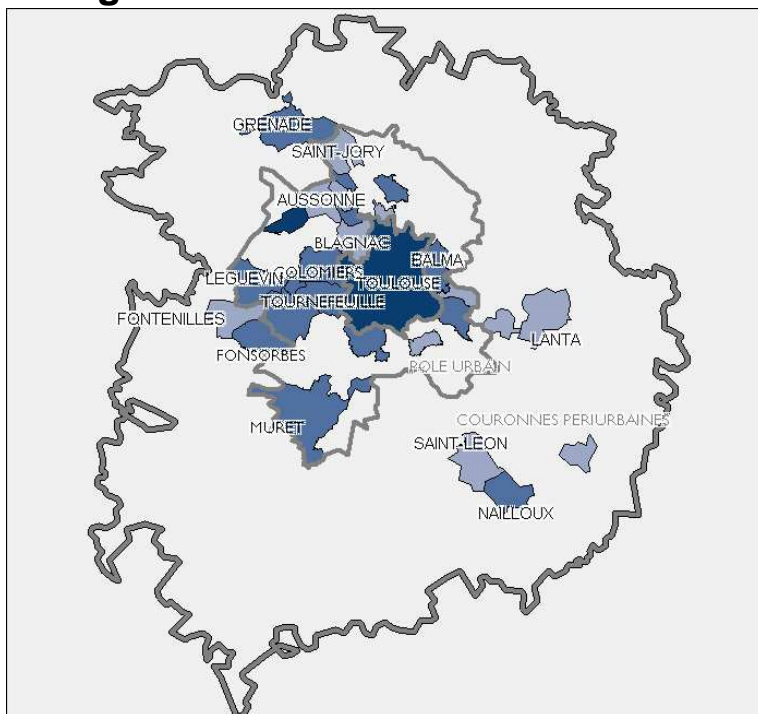 GRENADE
SAINT-JORY
AUSSONNE
BLAGNAC
BALMA
LEGUEVIN
COLOMIERS
TOULOUSE
TOURNEFEUILLE
FONTENILLES
LANTA
FONSORBES
POLE URBAIN
COURONNES PERIURBAINES
MURET
SAINT-LEON
NAILLOUX